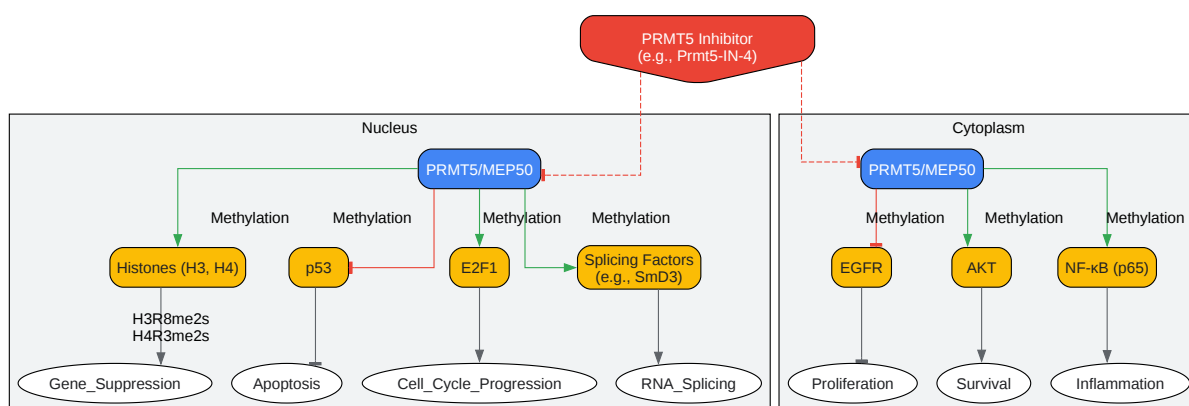 PRMT5 Inhibitor
(e.g., Prmt5-IN-4)
Nucleus
Cytoplasm
PRMT5/MEP50
PRMT5/MEP50
Methylation
Methylation
Methylation
Methylation
Methylation
Methylation
Methylation
Histones (H3, H4)
p53
E2F1
Splicing Factors
(e.g., SmD3)
EGFR
AKT
NF-κB (p65)
H3R8me2s
H4R3me2s
Gene_Suppression
Apoptosis
Cell_Cycle_Progression
RNA_Splicing
Proliferation
Survival
Inflammation